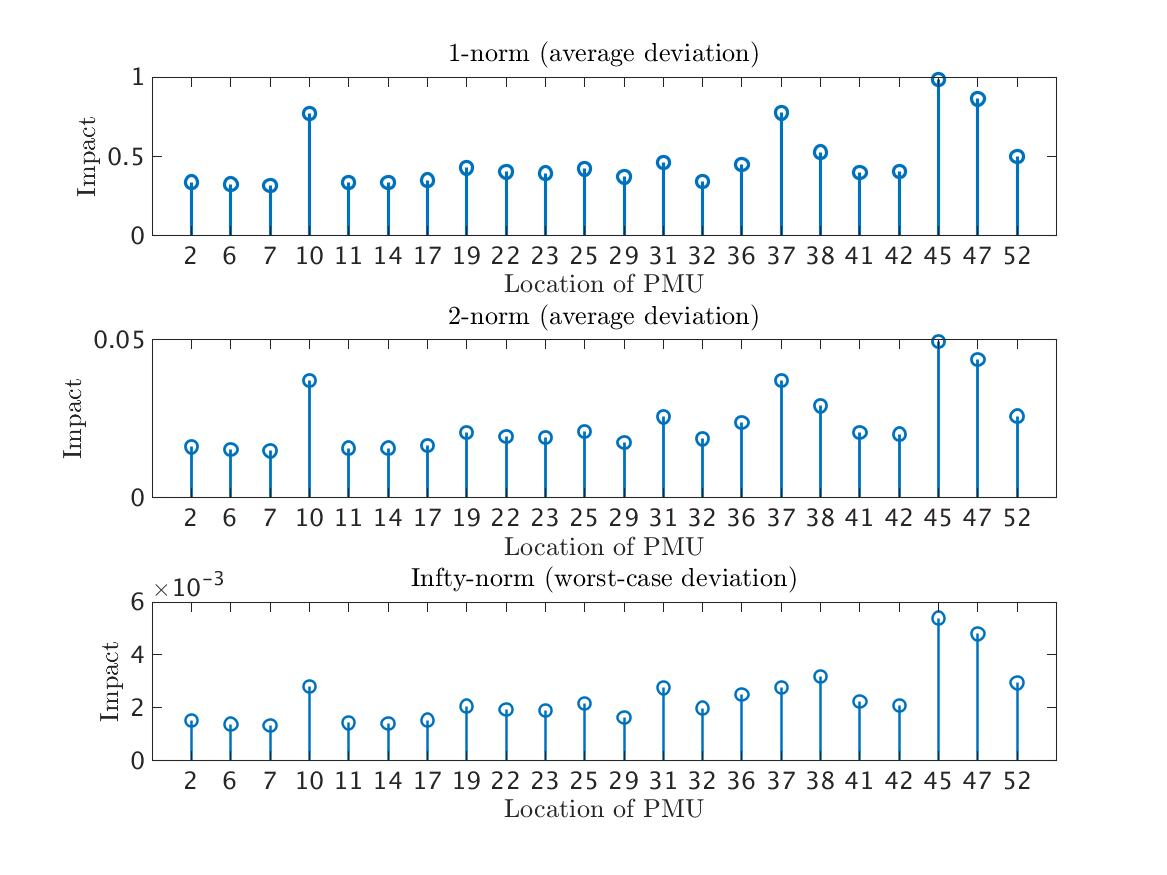 1-norm (average deviation)
1
0.5
0
Impact
2 6 7 10 11 14 17 19 22 23 25 29 31 32 36 37 38 41 42 45 47 52
Location of PMU
2-norm (average deviation)
0.05
0
Impact
2 6 7 10 11 14 17 19 22 23 25 29 31 32 36 37 38 41 42 45 47 52
Location of PMU
Infty-norm (worst-case deviation)
×10⁻³
6
4
2
0
Impact
2 6 7 10 11 14 17 19 22 23 25 29 31 32 36 37 38 41 42 45 47 52
Location of PMU